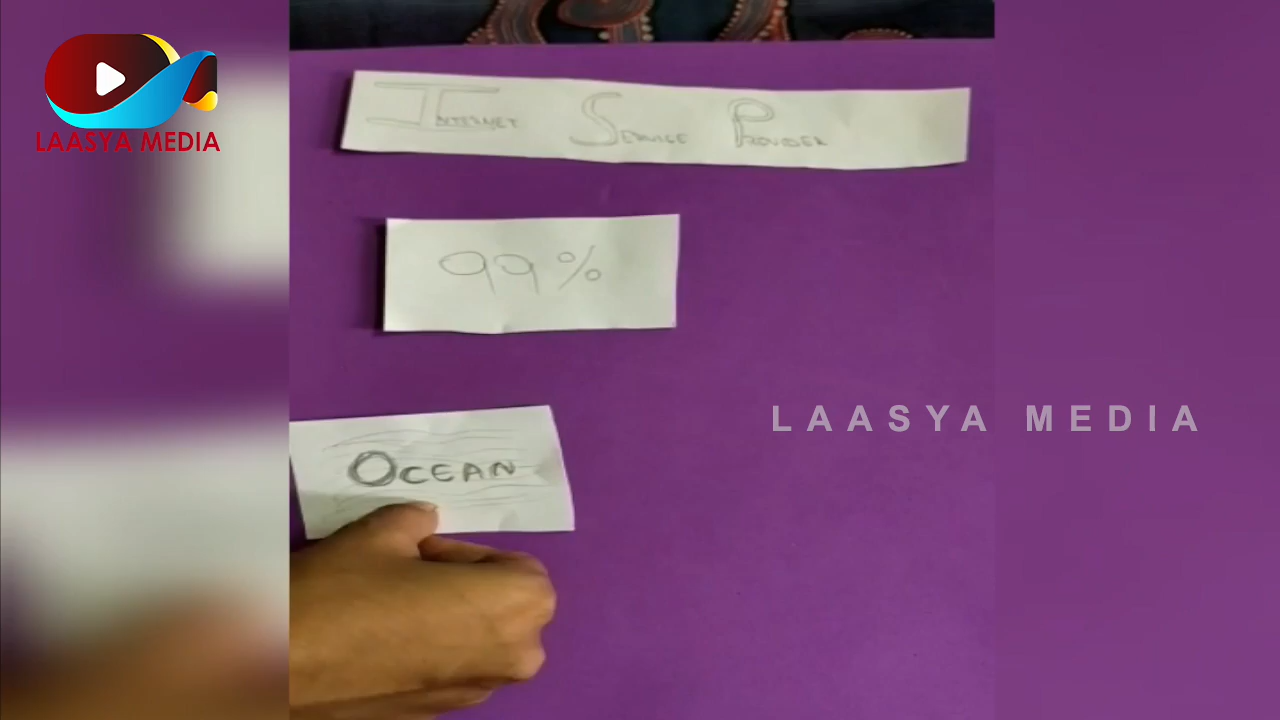 LAASYA MEDIA
INTERNET SERVICE PROVIDER
99%
LAASYA MEDIA
OCEAN